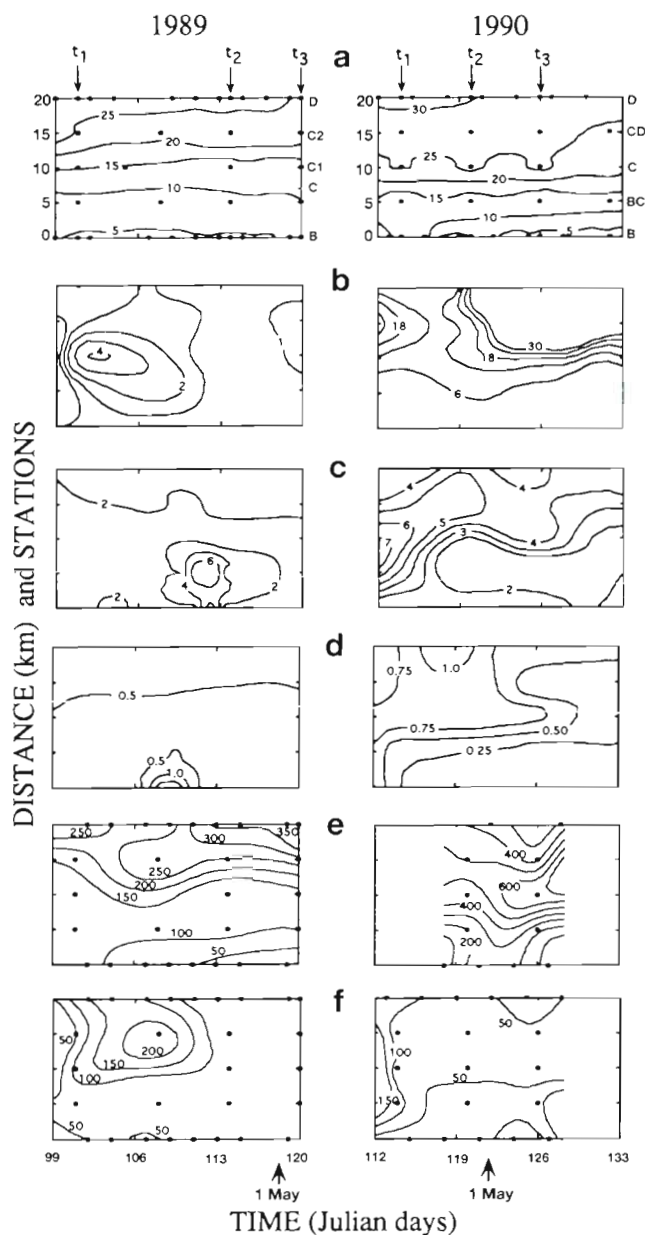 1989 1990
t1 t2 t3 t1 t2 t3
a
20 25 D 20 30 D
15 20 C2 15 CD
10 15 C1 10 25 C
10 C 20
5 5 15 BC
5 10
0 B 0 5 B
b
4 18 30
2 18
6
c
2 4 4
6 5
6 7 3 4
4 2
2 2
d
0.75 1.0
0.5
0.5 0.75 0.50
1.0 0.25
e
250 300 350
250 400
200 600
150 400
100 200
50
f
50 50
200 100
150
100 50
150
50 50
99 106 113 120 112 119 126 133
1 May 1 May
DISTANCE (km) and STATIONS
TIME (Julian days)